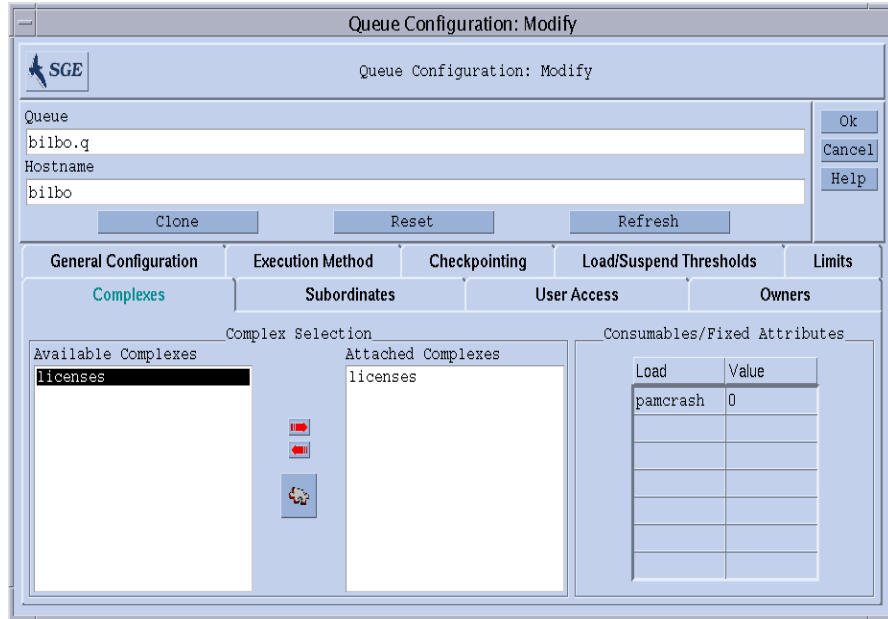 Queue Configuration: Modify
SGE
Queue Configuration: Modify
Queue
bilbo.q
Hostname
bilbo
Ok
Cancel
Help
Clone Reset Refresh
General Configuration Execution Method Checkpointing Load/Suspend Thresholds Limits
Complexes Subordinates User Access Owners
Complex Selection
Available Complexes
licenses
Attached Complexes
licenses
Consumables/Fixed Attributes
Load Value
pamcrash 0